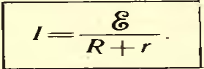 I = ℰ / (R + r).